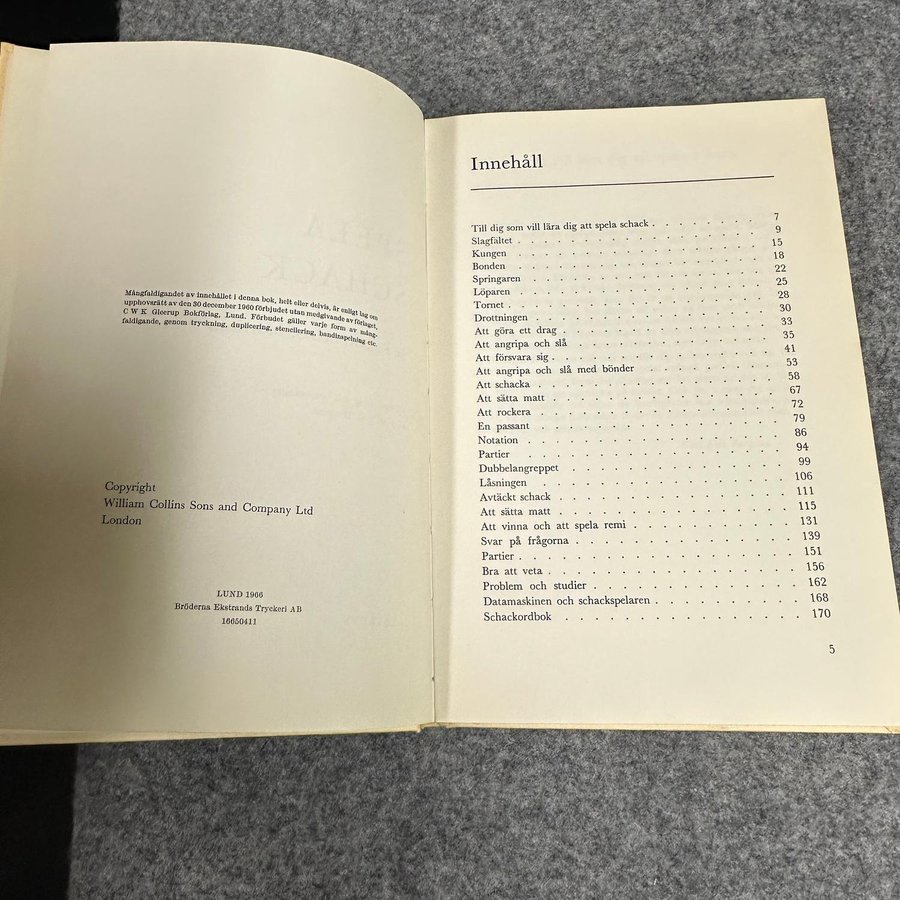 Mångfaldigandet av innehållet i denna bok, helt eller delvis, är enligt lag om
upphovsrätt av den 30 december 1960 förbjudet utan medgivande av förlaget,
C W K Gleerup Bokförlag, Lund. Förbudet gäller varje form av mång-
faldigande, genom tryckning, duplicering, stencilering, bandinspelning etc.
Copyright
William Collins Sons and Company Ltd
London
LUND 1966
Bröderna Ekstrands Tryckeri AB
16650411
Innehåll
Till dig som vill lära dig att spela schack . . . . . . . 7
Slagfältet . . . . . . . . . . . . . . . 9
Kungen . . . . . . . . . . . . . . . 15
Bonden . . . . . . . . . . . . . . . 18
Springaren . . . . . . . . . . . . . . 22
Löparen . . . . . . . . . . . . . . . 25
Tornet . . . . . . . . . . . . . . . 28
Drottningen . . . . . . . . . . . . . . 30
Att göra ett drag . . . . . . . . . . . . 33
Att angripa och slå . . . . . . . . . . . 35
Att försvara sig . . . . . . . . . . . . . 41
Att angripa och slå med bönder . . . . . . . . 53
Att schacka . . . . . . . . . . . . . . 58
Att sätta matt . . . . . . . . . . . . . 67
Att rockera . . . . . . . . . . . . . . 72
En passant . . . . . . . . . . . . . . 79
Notation . . . . . . . . . . . . . . . 86
Partier . . . . . . . . . . . . . . . 94
Dubbelangreppet . . . . . . . . . . . . . 99
Låsningen . . . . . . . . . . . . . . 106
Avtäckt schack . . . . . . . . . . . . . 111
Att sätta matt . . . . . . . . . . . . . 115
Att vinna och att spela remi . . . . . . . . . 131
Svar på frågorna . . . . . . . . . . . . 139
Partier . . . . . . . . . . . . . . . 151
Bra att veta . . . . . . . . . . . . . . 156
Problem och studier . . . . . . . . . . . 162
Datamaskinen och schackspelaren . . . . . . . . 168
Schackordbok . . . . . . . . . . . . . 170
5